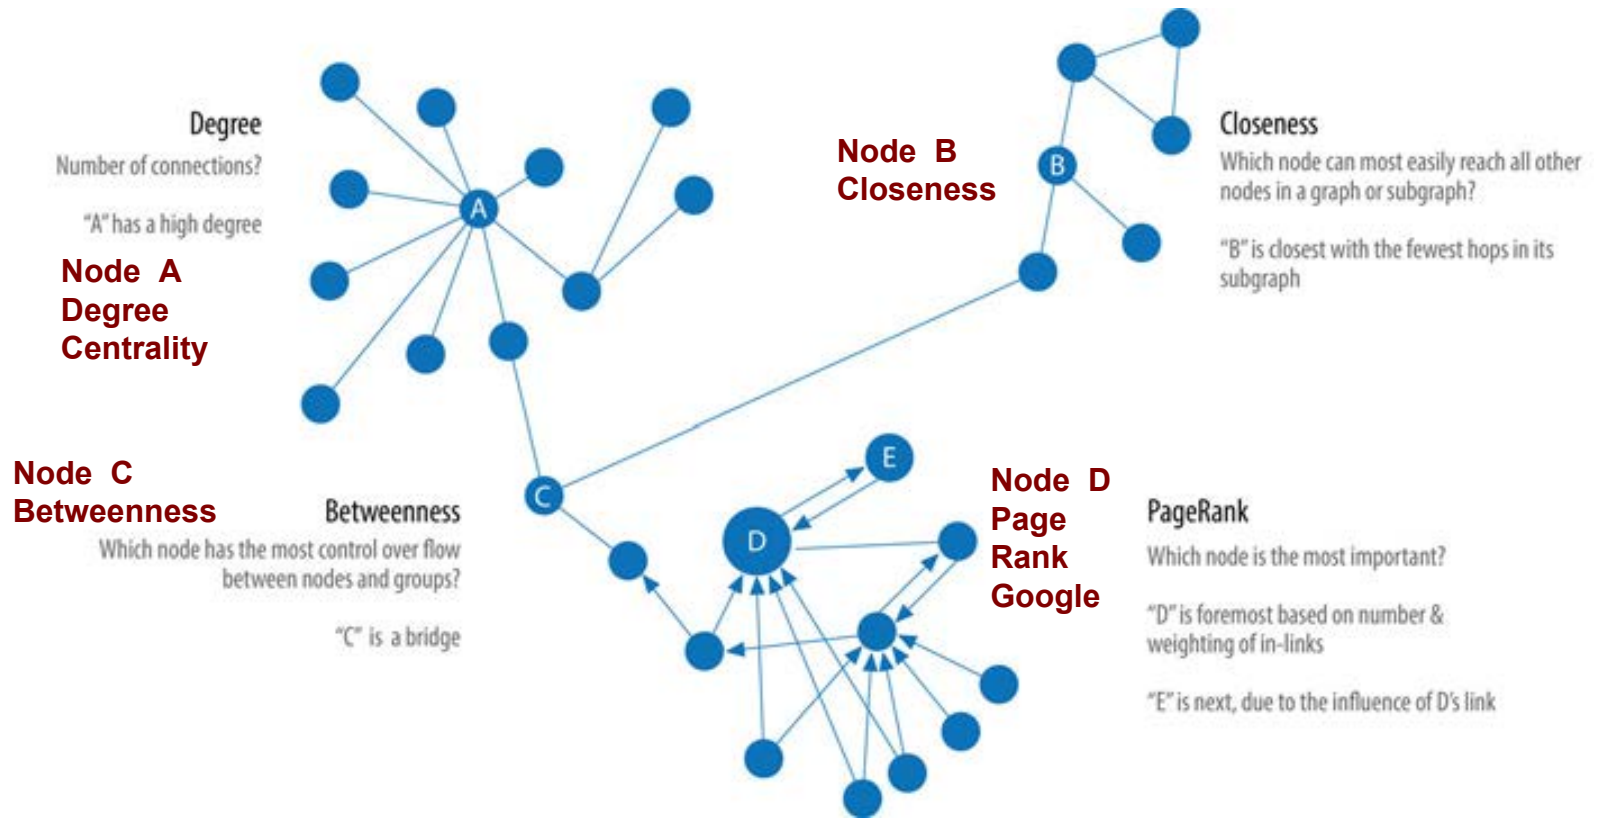 Degree
Number of connections?
"A" has a high degree
Node A
Degree
Centrality
A
Node B
Closeness
B
Closeness
Which node can most easily reach all other
nodes in a graph or subgraph?
"B" is closest with the fewest hops in its
subgraph
Node C
Betweenness
Betweenness
Which node has the most control over flow
between nodes and groups?
"C" is a bridge
C
E
D
Node D
Page
Rank
Google
PageRank
Which node is the most important?
"D" is foremost based on number &
weighting of in-links
"E" is next, due to the influence of D's link